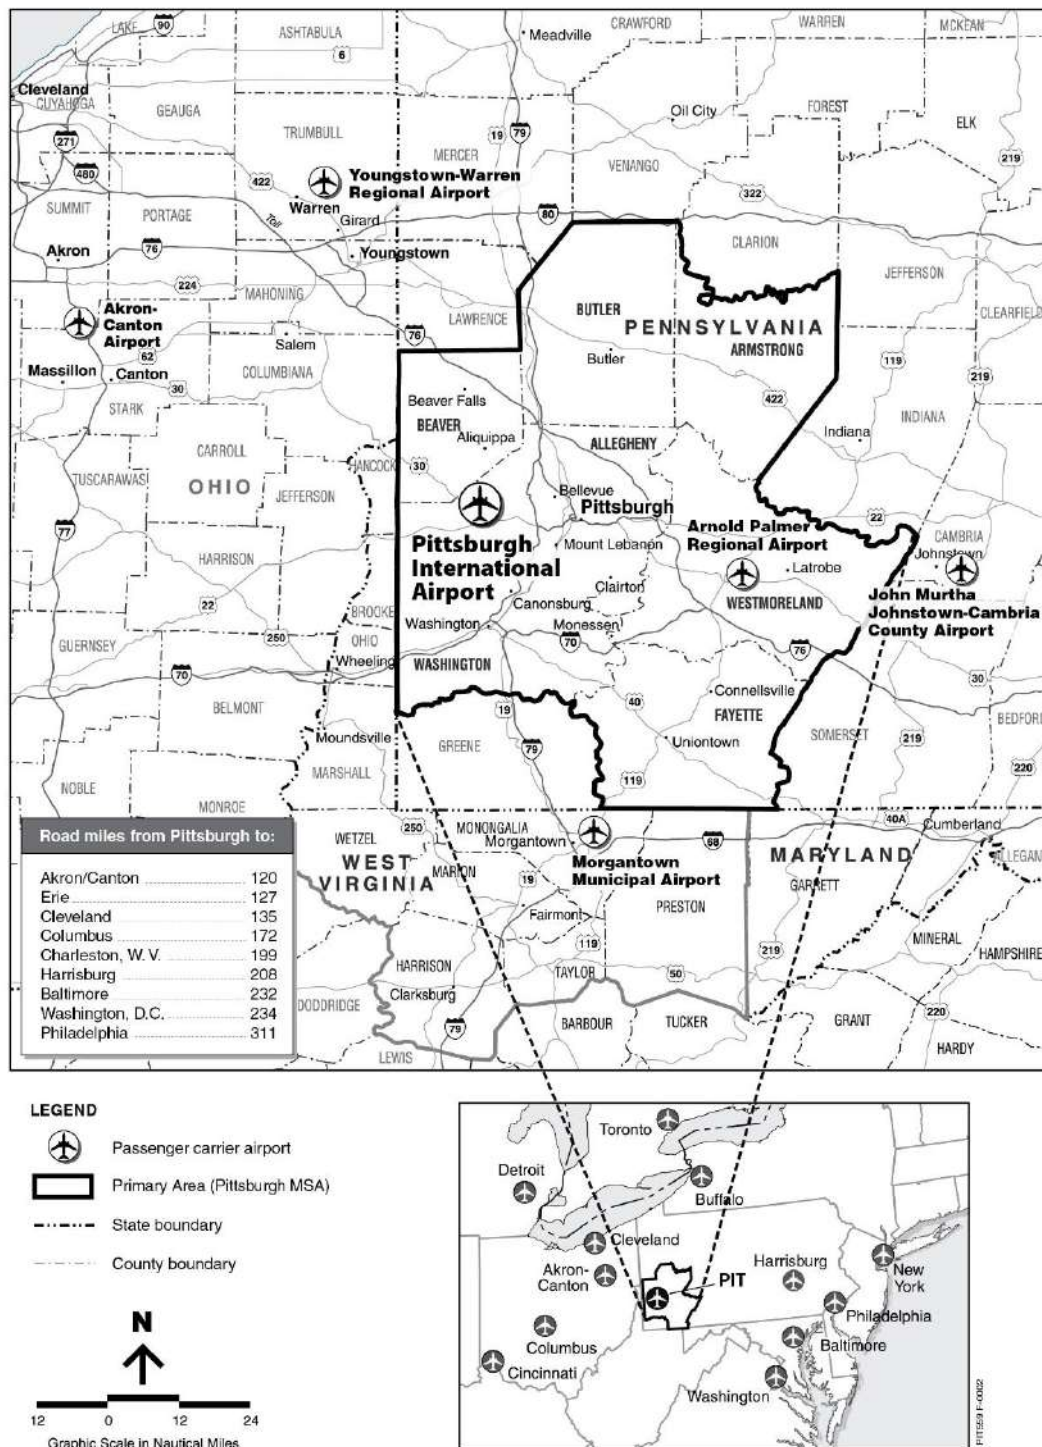 LAKE
90
ASHTABULA
6
Meadville
CRAWFORD
WARREN
MCKEAN
Cleveland
CUYAHOGA
GEAUGA
TRUMBULL
19
79
MERCER
Oil City
FOREST
ELK
271
480
422
Youngstown-Warren
Regional Airport
VENANGO
322
219
SUMMIT
PORTAGE
Warren
Girard
Toll
80
CLARION
Akron
76
Youngstown
JEFFERSON
224
MAHONING
Akron-
Canton
Airport
LAWRENCE
76
BUTLER
PENNSYLVANIA
ARMSTRONG
CLEARFIELD
Salem
62
Butler
119
219
Massillon
Canton
30
COLUMBIANA
STARK
Beaver Falls
BEAVER
Aliquippa
422
INDIANA
Indiana
CARROLL
HANCOCK
30
ALLEGHENY
TUSCARAWAS
OHIO
JEFFERSON
Bellevue
Pittsburgh
22
77
Arnold Palmer
Regional Airport
CAMBRIA
Johnstown
HARRISON
Pittsburgh
International
Airport
Mount Lebanon
Latrobe
Clairton
WESTMORELAND
John Murtha
Johnstown-Cambria
County Airport
22
BROOKE
Canonsburg
Monessen
250
OHIO
Washington
70
76
GUERNSEY
Wheeling
WASHINGTON
70
30
Connellsville
BELMONT
19
40
FAYETTE
BEDFORD
Moundsville
GREENE
Uniontown
SOMERSET
219
79
MARSHALL
119
220
NOBLE
MONROE
WETZEL
250
MONONGALIA
Morgantown
68
40A
Cumberland
WEST
VIRGINIA
MARION
Morgantown
Municipal Airport
MARYLAND
ALLEGANY
GARRETT
19
PRESTON
Fairmont
119
219
MINERAL
HAMPSHIRE
HARRISON
TAYLOR
50
DODDRIDGE
Clarksburg
79
BARBOUR
TUCKER
GRANT
220
LEWIS
HARDY
Road miles from Pittsburgh to:
Akron/Canton 120
Erie 127
Cleveland 135
Columbus 172
Charleston, W. V. 199
Harrisburg 208
Baltimore 232
Washington, D.C. 234
Philadelphia 311
LEGEND
Passenger carrier airport
Primary Area (Pittsburgh MSA)
State boundary
County boundary
N
12 0 12 24
Graphic Scale in Nautical Miles
Toronto
Detroit
Buffalo
Cleveland
Akron-
Canton
PIT
Harrisburg
New
York
Philadelphia
Columbus
Baltimore
Cincinnati
Washington
PIT559 F-0002